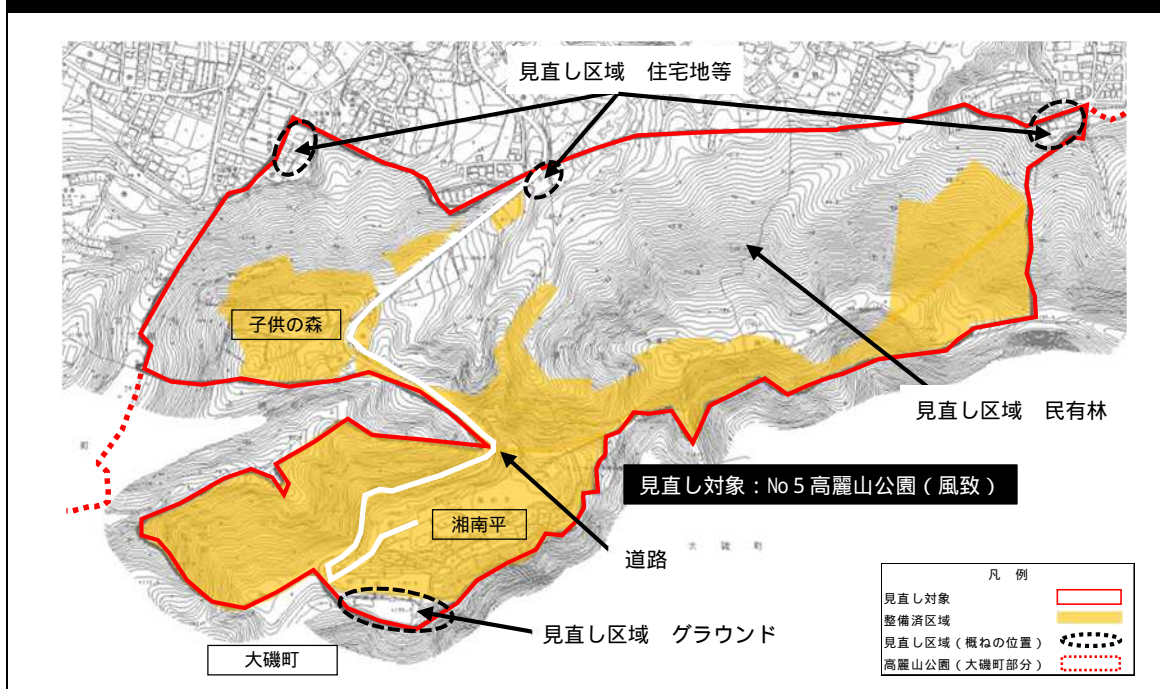 見直し区域　住宅地等
子供の森
見直し区域　民有林
見直し対象：No５高麗山公園（風致）
湘南平
道路
大磯町
見直し区域　グラウンド
大磯町
凡　例
見直し対象
整備済区域
見直し区域（概ねの位置）
高麗山公園（大磯町部分）